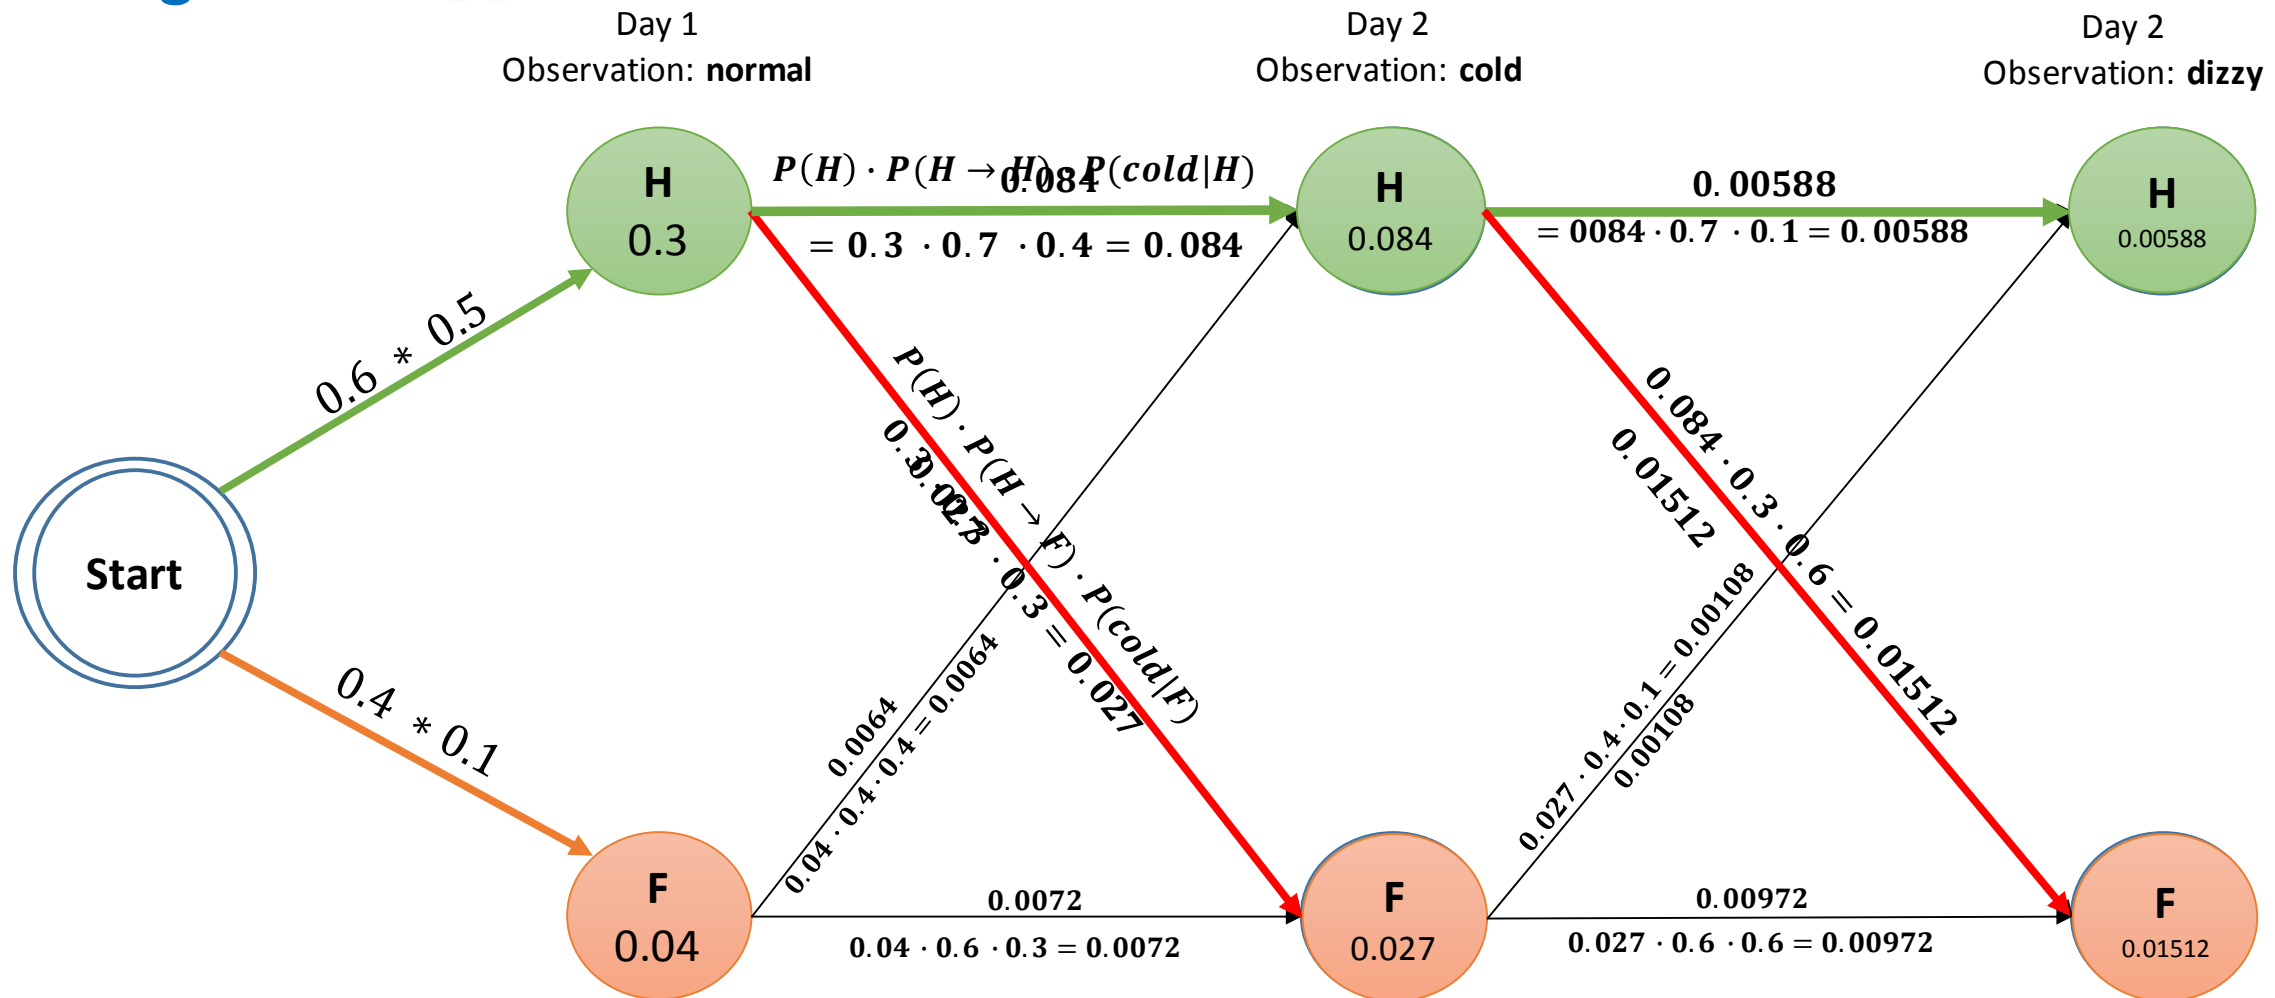 Day 1
Observation: normal
Day 2
Observation: cold
Day 2
Observation: dizzy
H
0.3
P(H) · P(H → H) · P(cold|H)
0.084
= 0.3 · 0.7 · 0.4 = 0.084
H
0.084
0.00588
= 0084 · 0.7 · 0.1 = 0.00588
H
0.00588
0.6 * 0.5
Start
0.4 * 0.1
P(H) · P(H → F) · P(cold|F)
0.3 · 0.3 · 0.3 = 0.027
0.027
0.0064
0.04 · 0.4 · 0.4 = 0.0064
0.084 · 0.3 · 0.6 = 0.01512
0.01512
0.027 · 0.4 · 0.1 = 0.00108
0.00108
F
0.04
0.0072
0.04 · 0.6 · 0.3 = 0.0072
F
0.027
0.00972
0.027 · 0.6 · 0.6 = 0.00972
F
0.01512